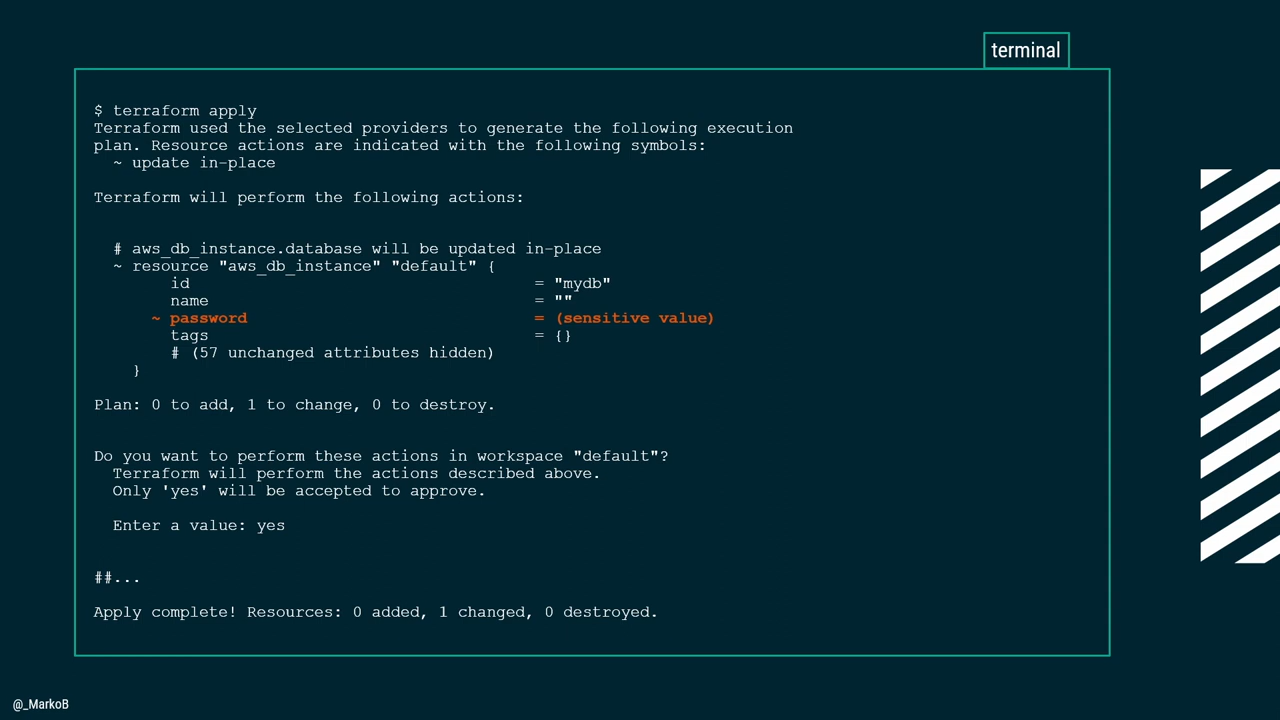 terminal
$ terraform apply
Terraform used the selected providers to generate the following execution
plan. Resource actions are indicated with the following symbols:
~ update in-place
Terraform will perform the following actions:
# aws_db_instance.database will be updated in-place
~ resource "aws_db_instance" "default" {
id = "mydb"
name = ""
~ password = (sensitive value)
tags = {}
# (57 unchanged attributes hidden)
}
Plan: 0 to add, 1 to change, 0 to destroy.
Do you want to perform these actions in workspace "default"?
Terraform will perform the actions described above.
Only 'yes' will be accepted to approve.
Enter a value: yes
##...
Apply complete! Resources: 0 added, 1 changed, 0 destroyed.
@_MarkoB